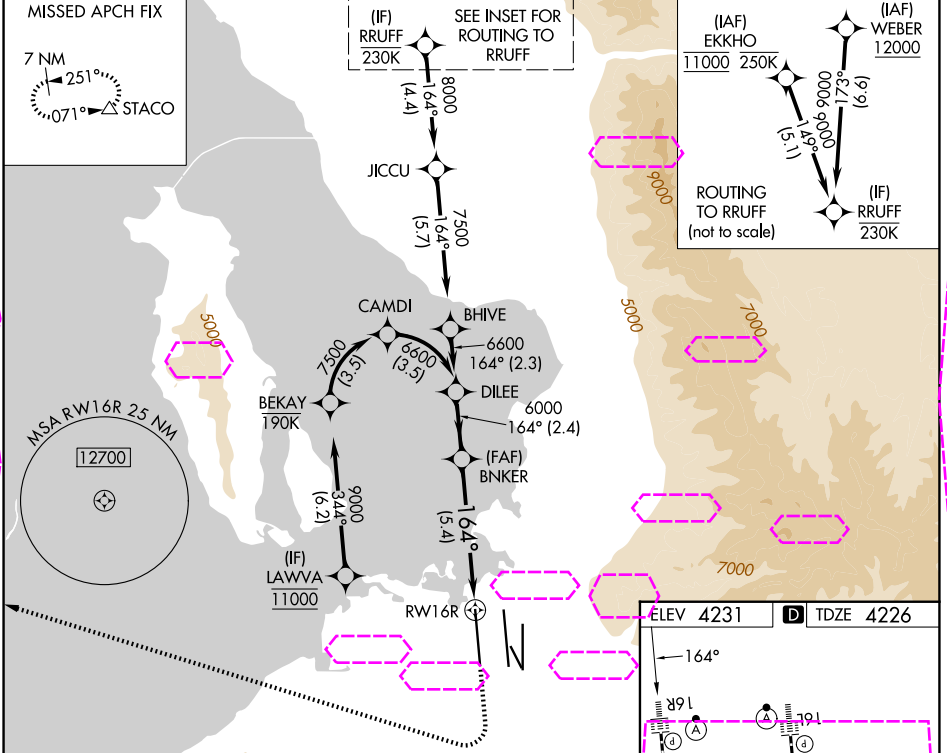 MISSED APCH FIX
7 NM
251°
071°
STACO
(IF)
RRUFF
230K
SEE INSET FOR
ROUTING TO
RRUFF
8000
164°
(4.4)
JICCU
7500
164°
(5.7)
(IAF)
EKKHO
11000 250K
(IAF)
WEBER
12000
9000
173°
(6.6)
9000
149°
(5.1)
ROUTING
TO RRUFF
(not to scale)
(IF)
RRUFF
230K
9000
5000
7000
5000
CAMDI
BHIVE
7500
(3.5)
6600
(3.5)
6600
164° (2.3)
BEKAY
190K
DILEE
6000
164° (2.4)
(FAF)
BNKER
MSA RW16R 25 NM
12700
9000
344°
(6.2)
164°
(5.4)
(IF)
LAWVA
11000
7000
RW16R
ELEV 4231
D
TDZE 4226
164°
16R
16L
A
A
P
P